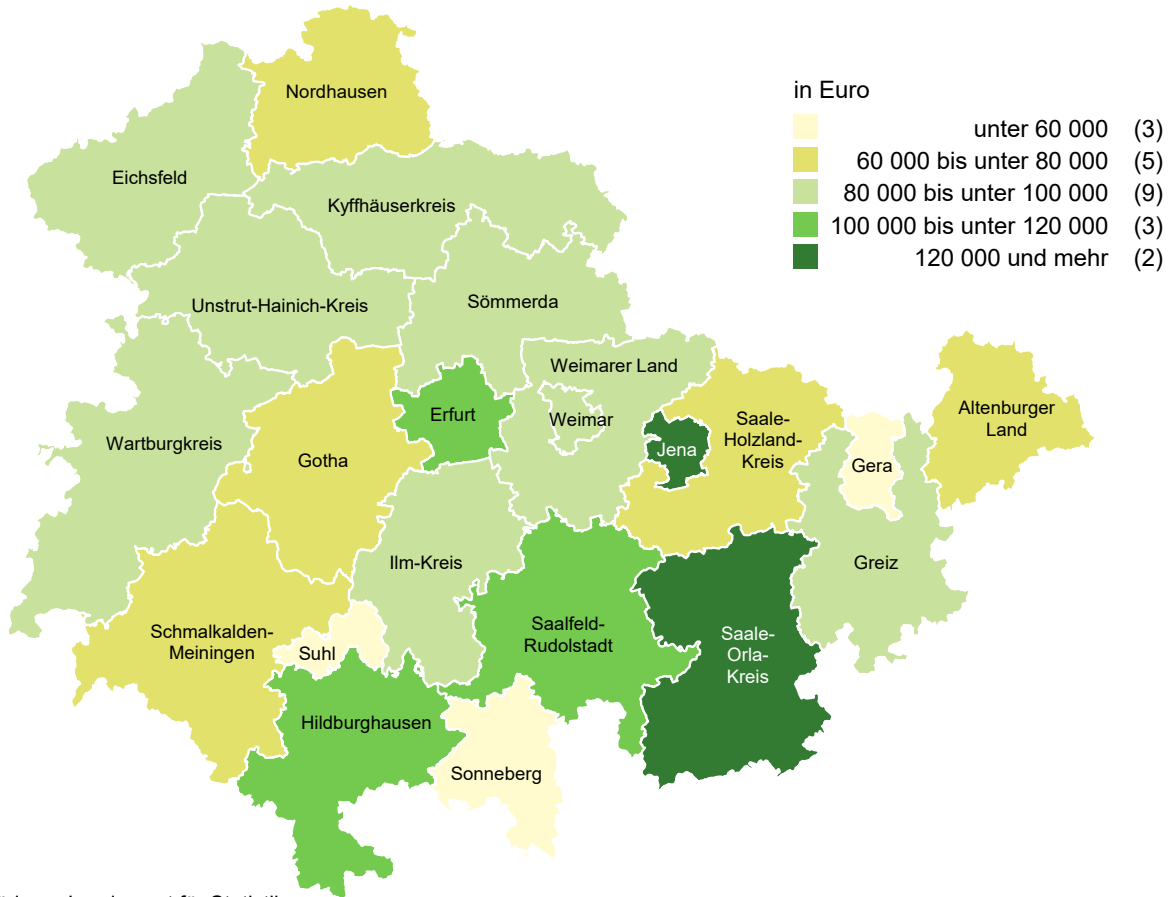 in Euro
unter 60 000 (3)
60 000 bis unter 80 000 (5)
80 000 bis unter 100 000 (9)
100 000 bis unter 120 000 (3)
120 000 und mehr (2)
Nordhausen
Eichsfeld
Kyffhäuserkreis
Unstrut-Hainich-Kreis
Sömmerda
Weimarer Land
Wartburgkreis
Gotha
Erfurt
Weimar
Jena
Saale-
Holzland-
Kreis
Gera
Altenburger
Land
Ilm-Kreis
Greiz
Schmalkalden-
Meiningen
Suhl
Saalfeld-
Rudolstadt
Saale-
Orla-
Kreis
Hildburghausen
Sonneberg